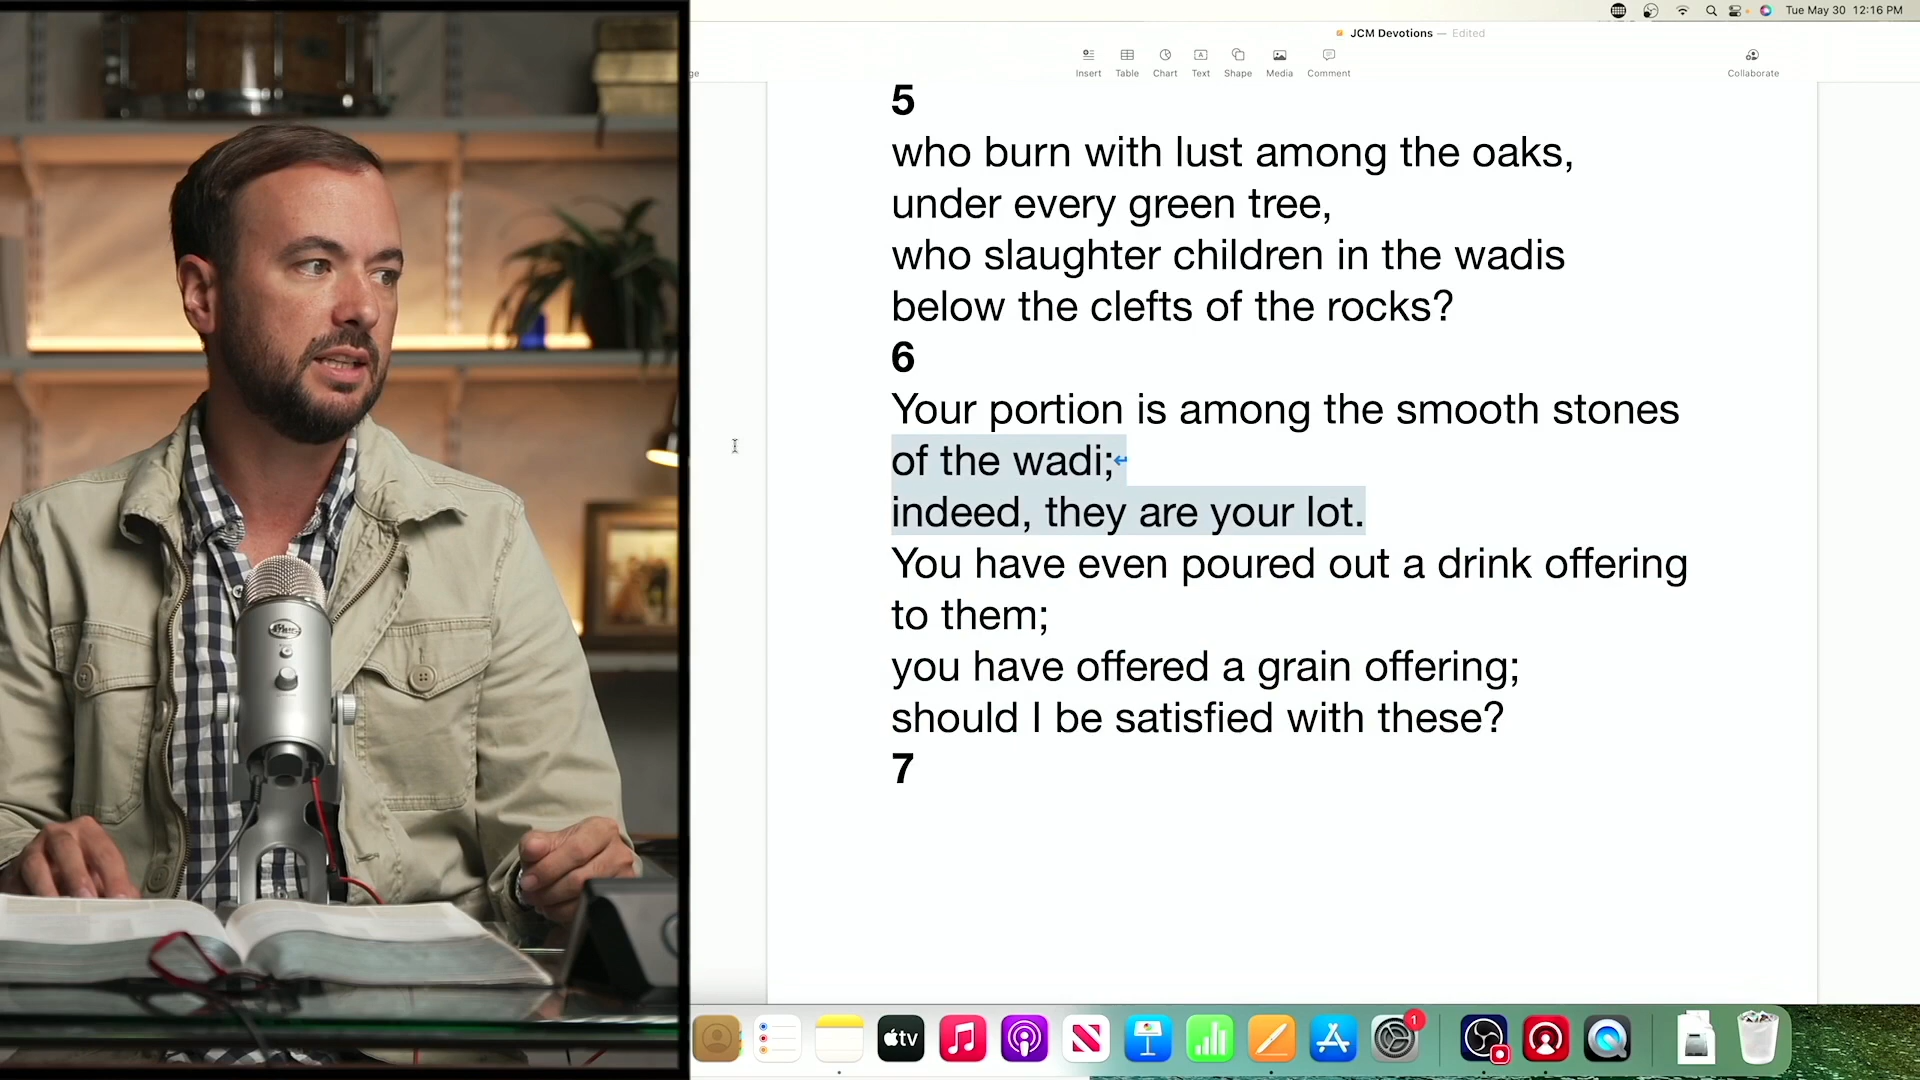 Tue May 30 12:16 PM
JCM Devotions — Edited
ge
Insert Table Chart Text Shape Media Comment Collaborate
5
who burn with lust among the oaks,
under every green tree,
who slaughter children in the wadis
below the clefts of the rocks?
6
Your portion is among the smooth stones
of the wadi;
indeed, they are your lot.
You have even poured out a drink offering
to them;
you have offered a grain offering;
should I be satisfied with these?
7
tv
1